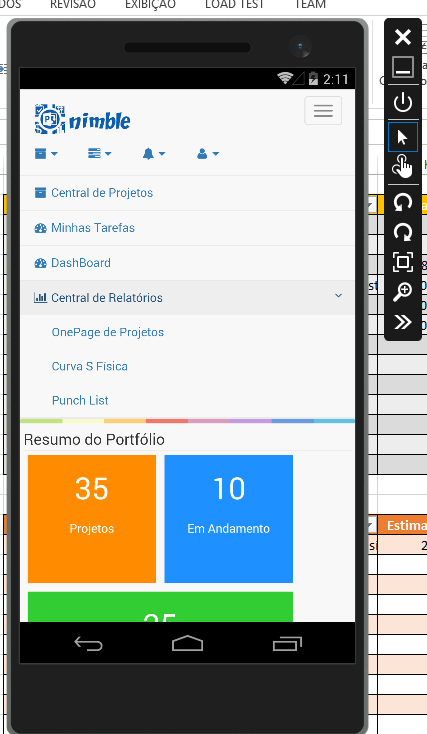 DOS REVISÃO EXIBIÇÃO LOAD TEST TEAM
2:11
nimble
Central de Projetos
Minhas Tarefas
DashBoard
Central de Relatórios
OnePage de Projetos
Curva S Física
Punch List
Resumo do Portfólio
35 10
Projetos Em Andamento
Estima